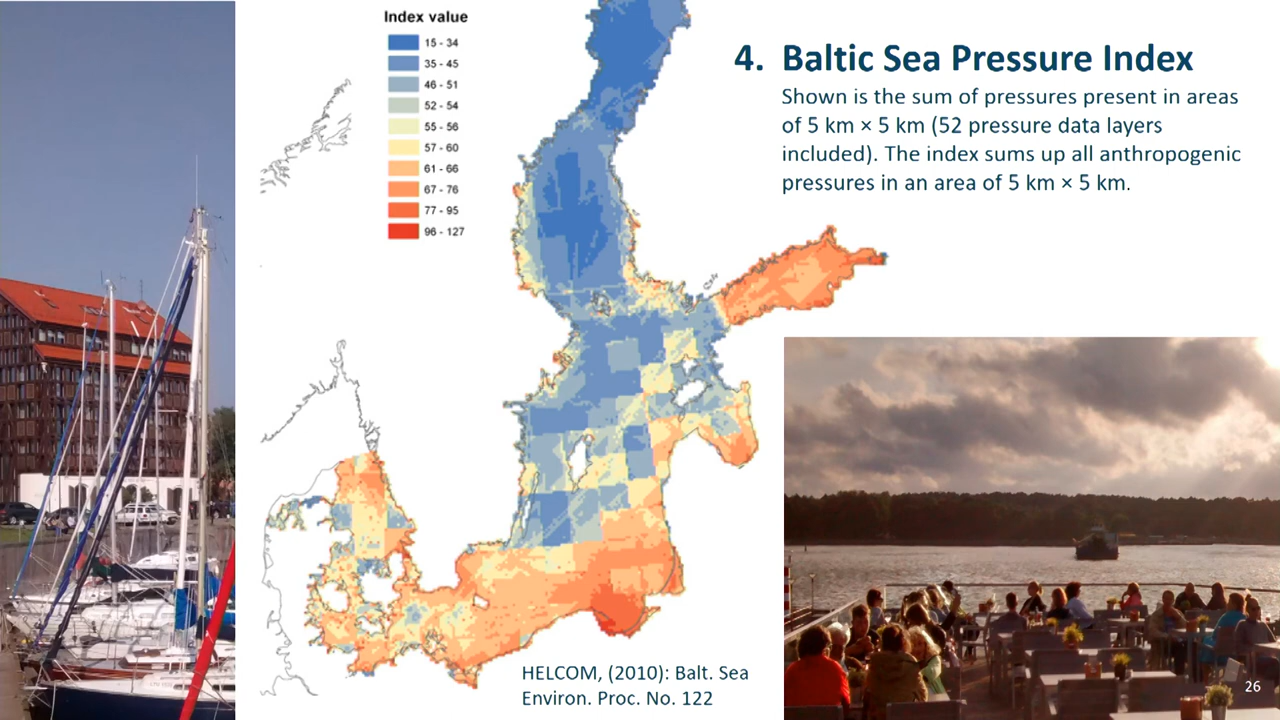 Index value
15 - 34
35 - 45
46 - 51
52 - 54
55 - 56
57 - 60
61 - 66
67 - 76
77 - 95
96 - 127
4. Baltic Sea Pressure Index
Shown is the sum of pressures present in areas
of 5 km × 5 km (52 pressure data layers
included). The index sums up all anthropogenic
pressures in an area of 5 km × 5 km.
HELCOM, (2010): Balt. Sea
Environ. Proc. No. 122
26